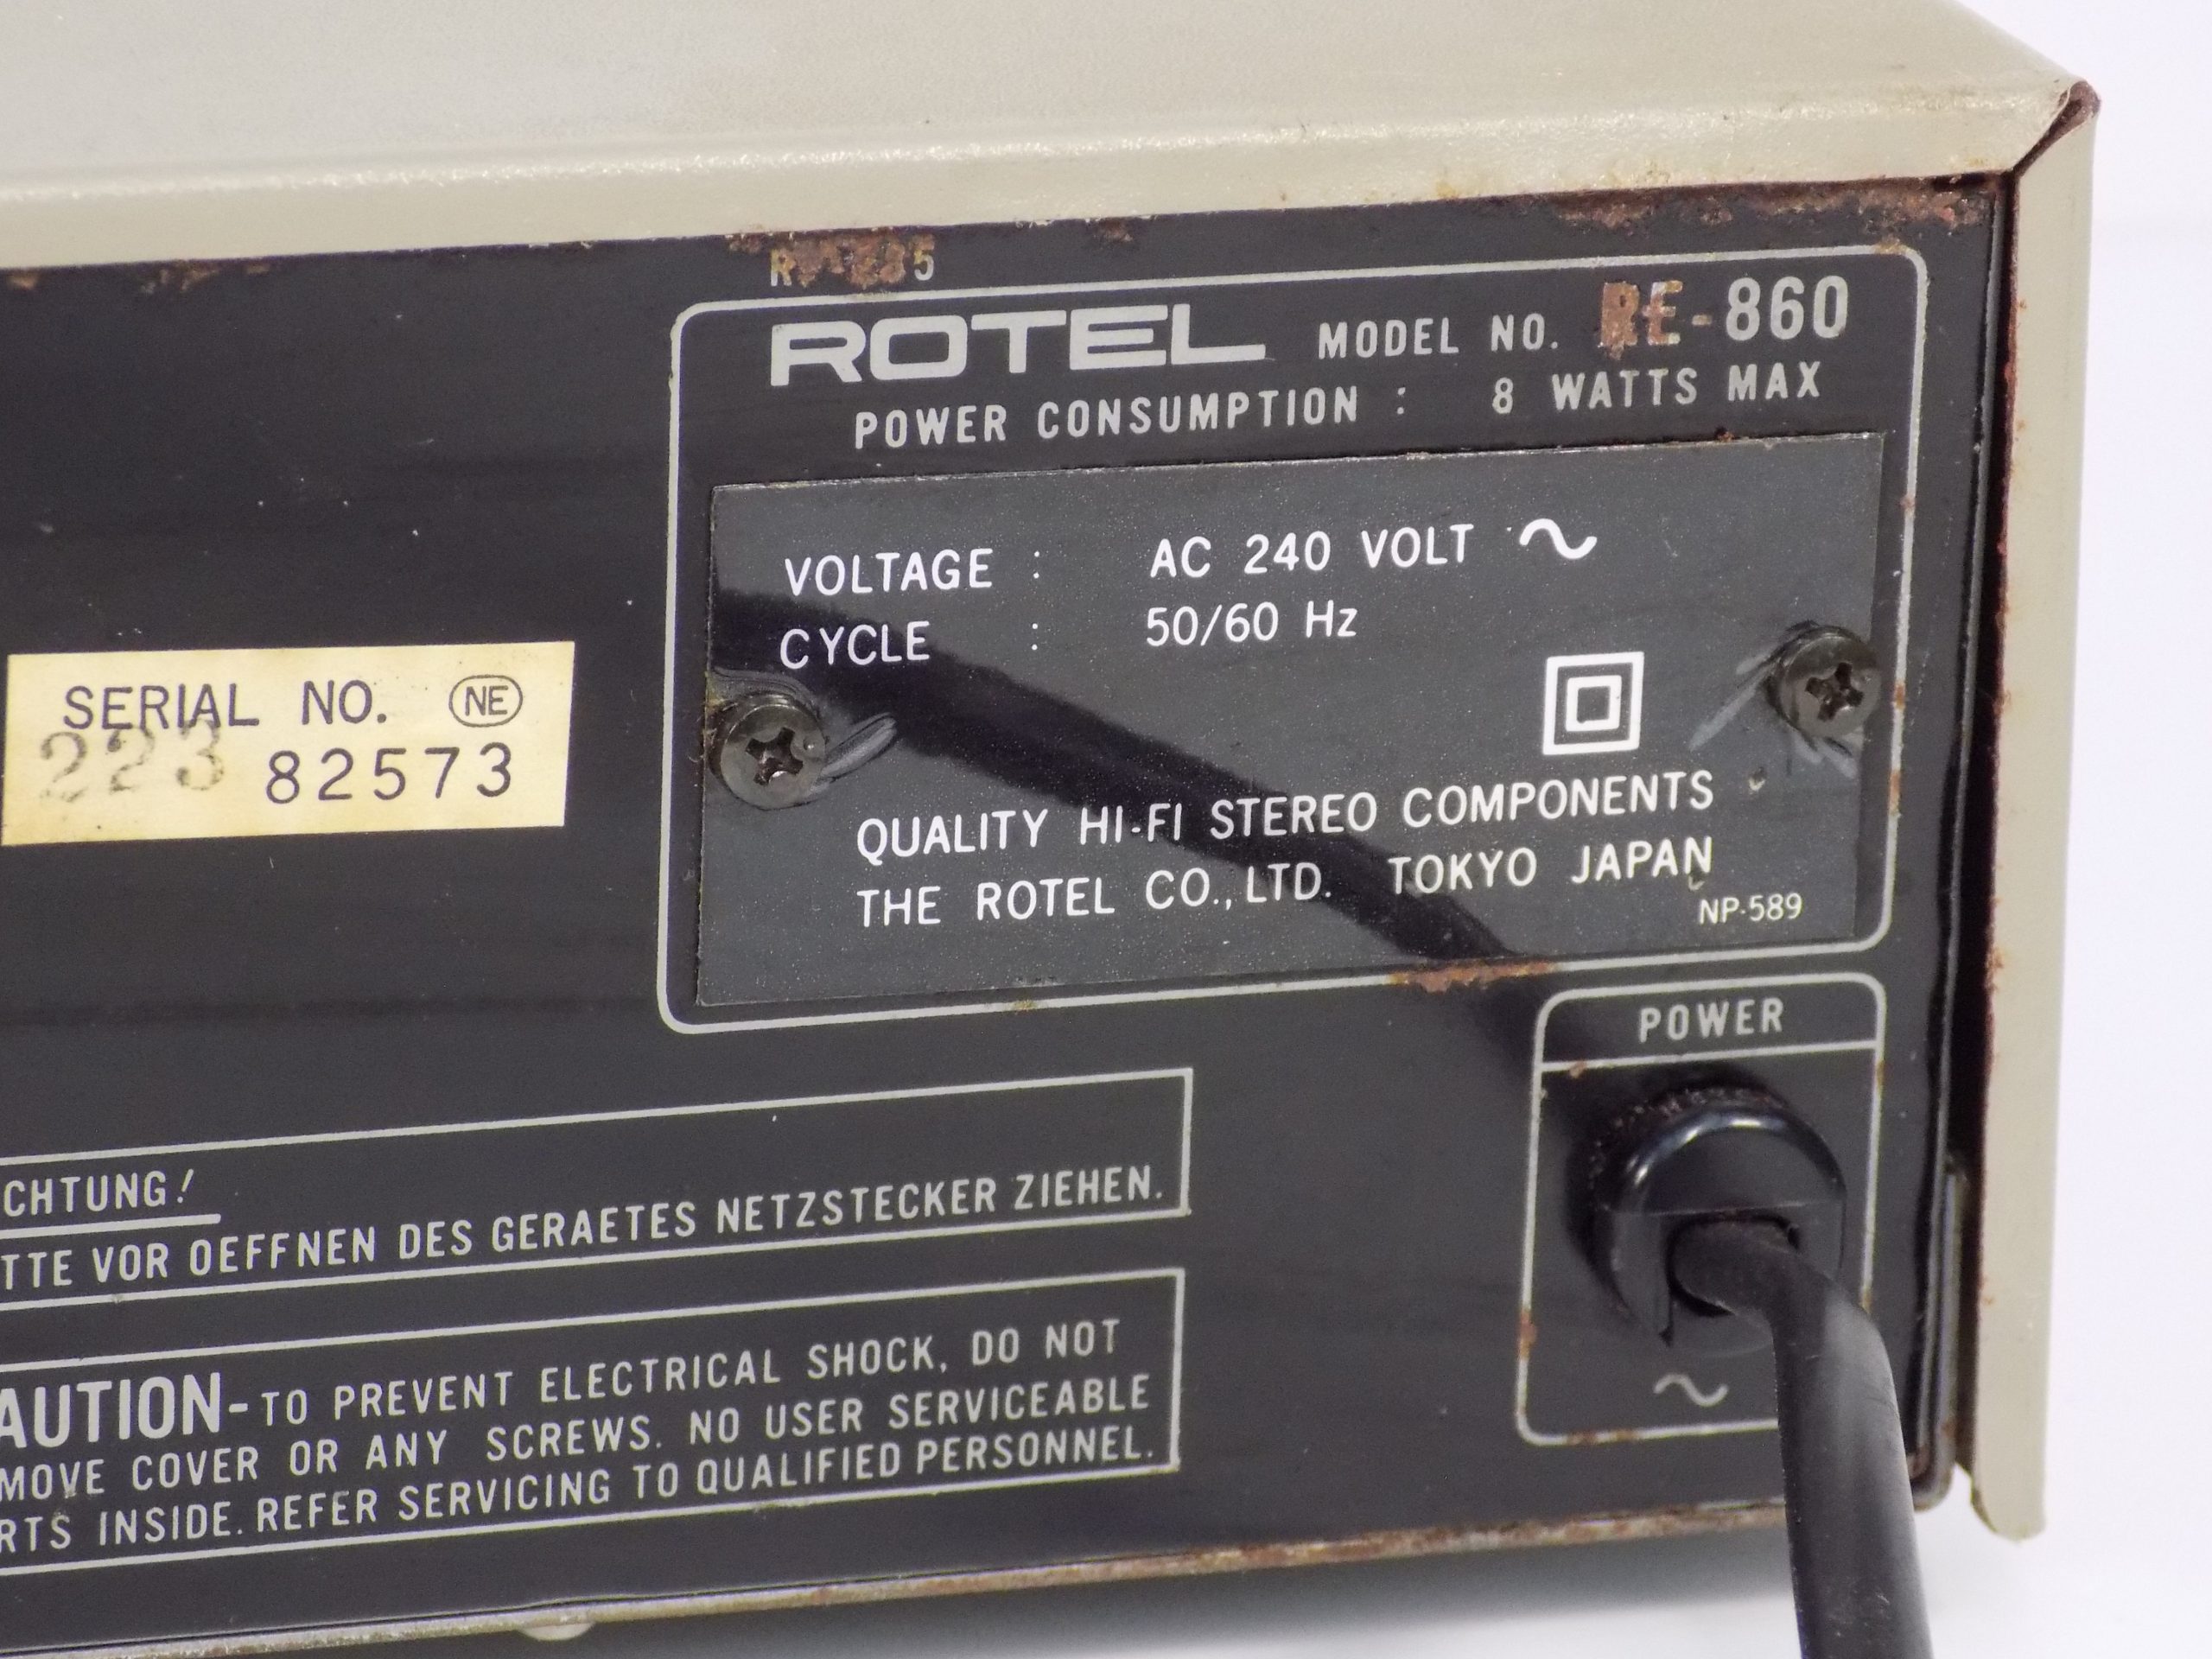 ROTEL MODEL NO. RE-860
POWER CONSUMPTION : 8 WATTS MAX
VOLTAGE : AC 240 VOLT ~
CYCLE : 50/60 Hz
SERIAL NO. NE
223 82573
QUALITY HI-FI STEREO COMPONENTS
THE ROTEL CO., LTD. TOKYO JAPAN
NP-589
POWER
~
CHTUNG!
TTE VOR OEFFNEN DES GERAETES NETZSTECKER ZIEHEN.
AUTION-TO PREVENT ELECTRICAL SHOCK, DO NOT
MOVE COVER OR ANY SCREWS. NO USER SERVICEABLE
RTS INSIDE. REFER SERVICING TO QUALIFIED PERSONNEL.